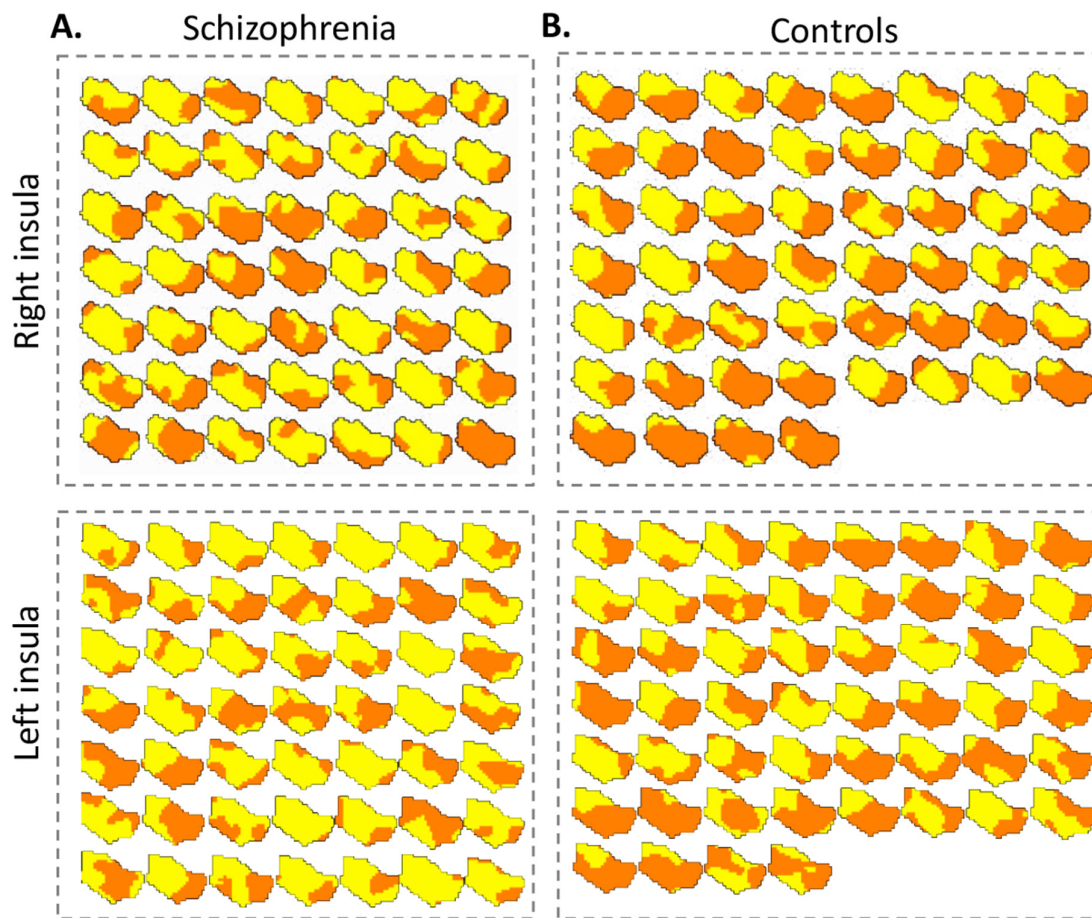 A. Schizophrenia
B. Controls
Right insula
Left insula